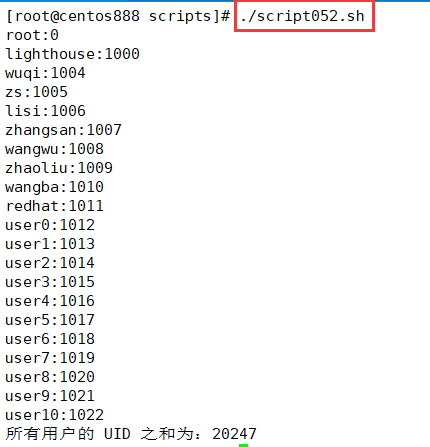 [root@centos888 scripts]# ./script052.sh
root:0
lighthouse:1000
wuqi:1004
zs:1005
lisi:1006
zhangsan:1007
wangwu:1008
zhaoliu:1009
wangba:1010
redhat:1011
user0:1012
user1:1013
user2:1014
user3:1015
user4:1016
user5:1017
user6:1018
user7:1019
user8:1020
user9:1021
user10:1022
所有用户的 UID 之和为：20247